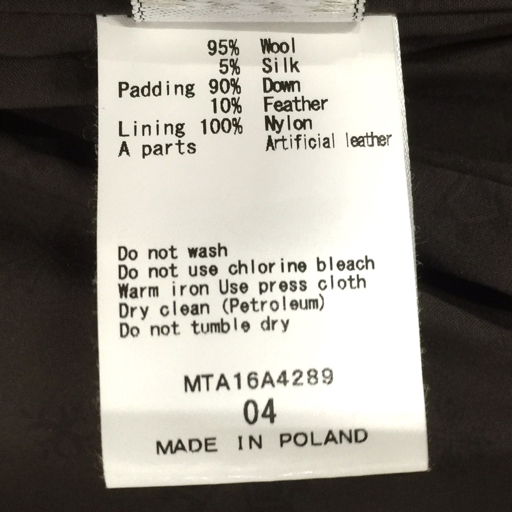 95% Wool
5% Silk
Padding 90% Down
10% Feather
Lining 100% Nylon
A parts Artificial leather
Do not wash
Do not use chlorine bleach
Warm iron Use press cloth
Dry clean (Petroleum)
Do not tumble dry
MTA16A4289
04
MADE IN POLAND